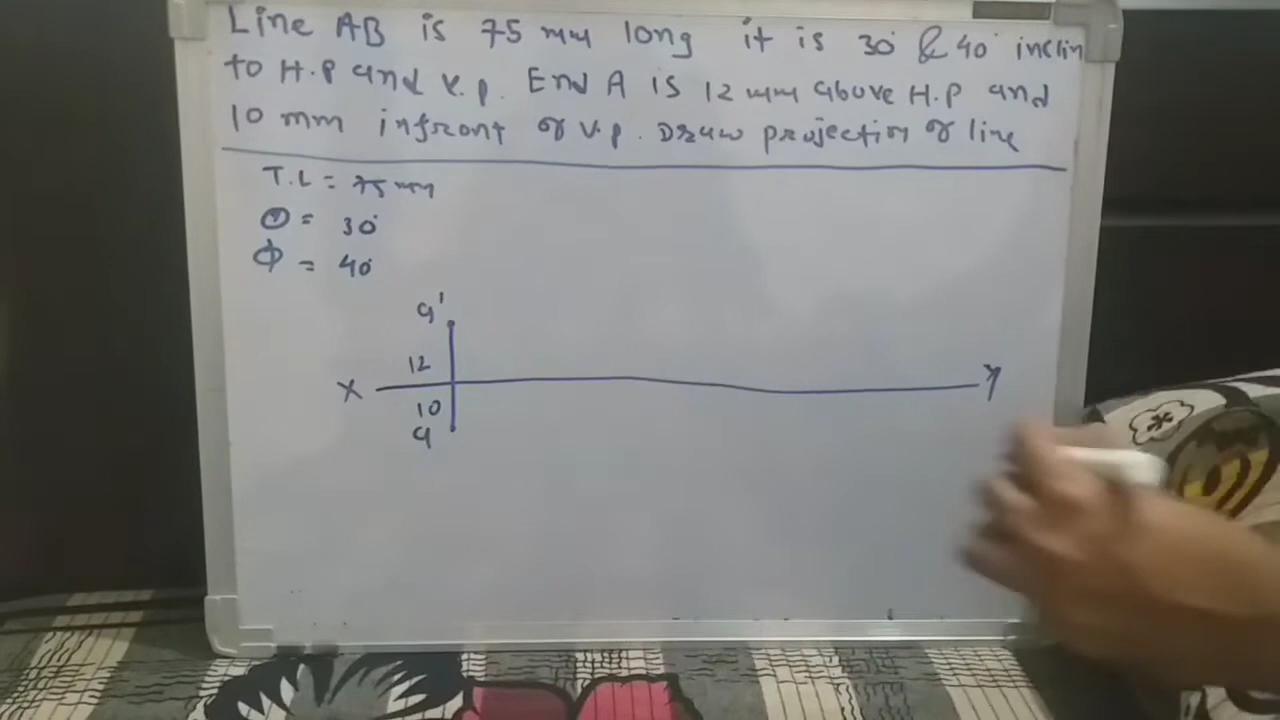 Line AB is 75 mm long it is 30° & 40° inclin
to H.P and V.P. End A is 12 mm above H.P and
10 mm infront of V.P. Draw projection of line
T.L = 75 mm
θ = 30°
Φ = 40°
a'
12
X Y
10
a